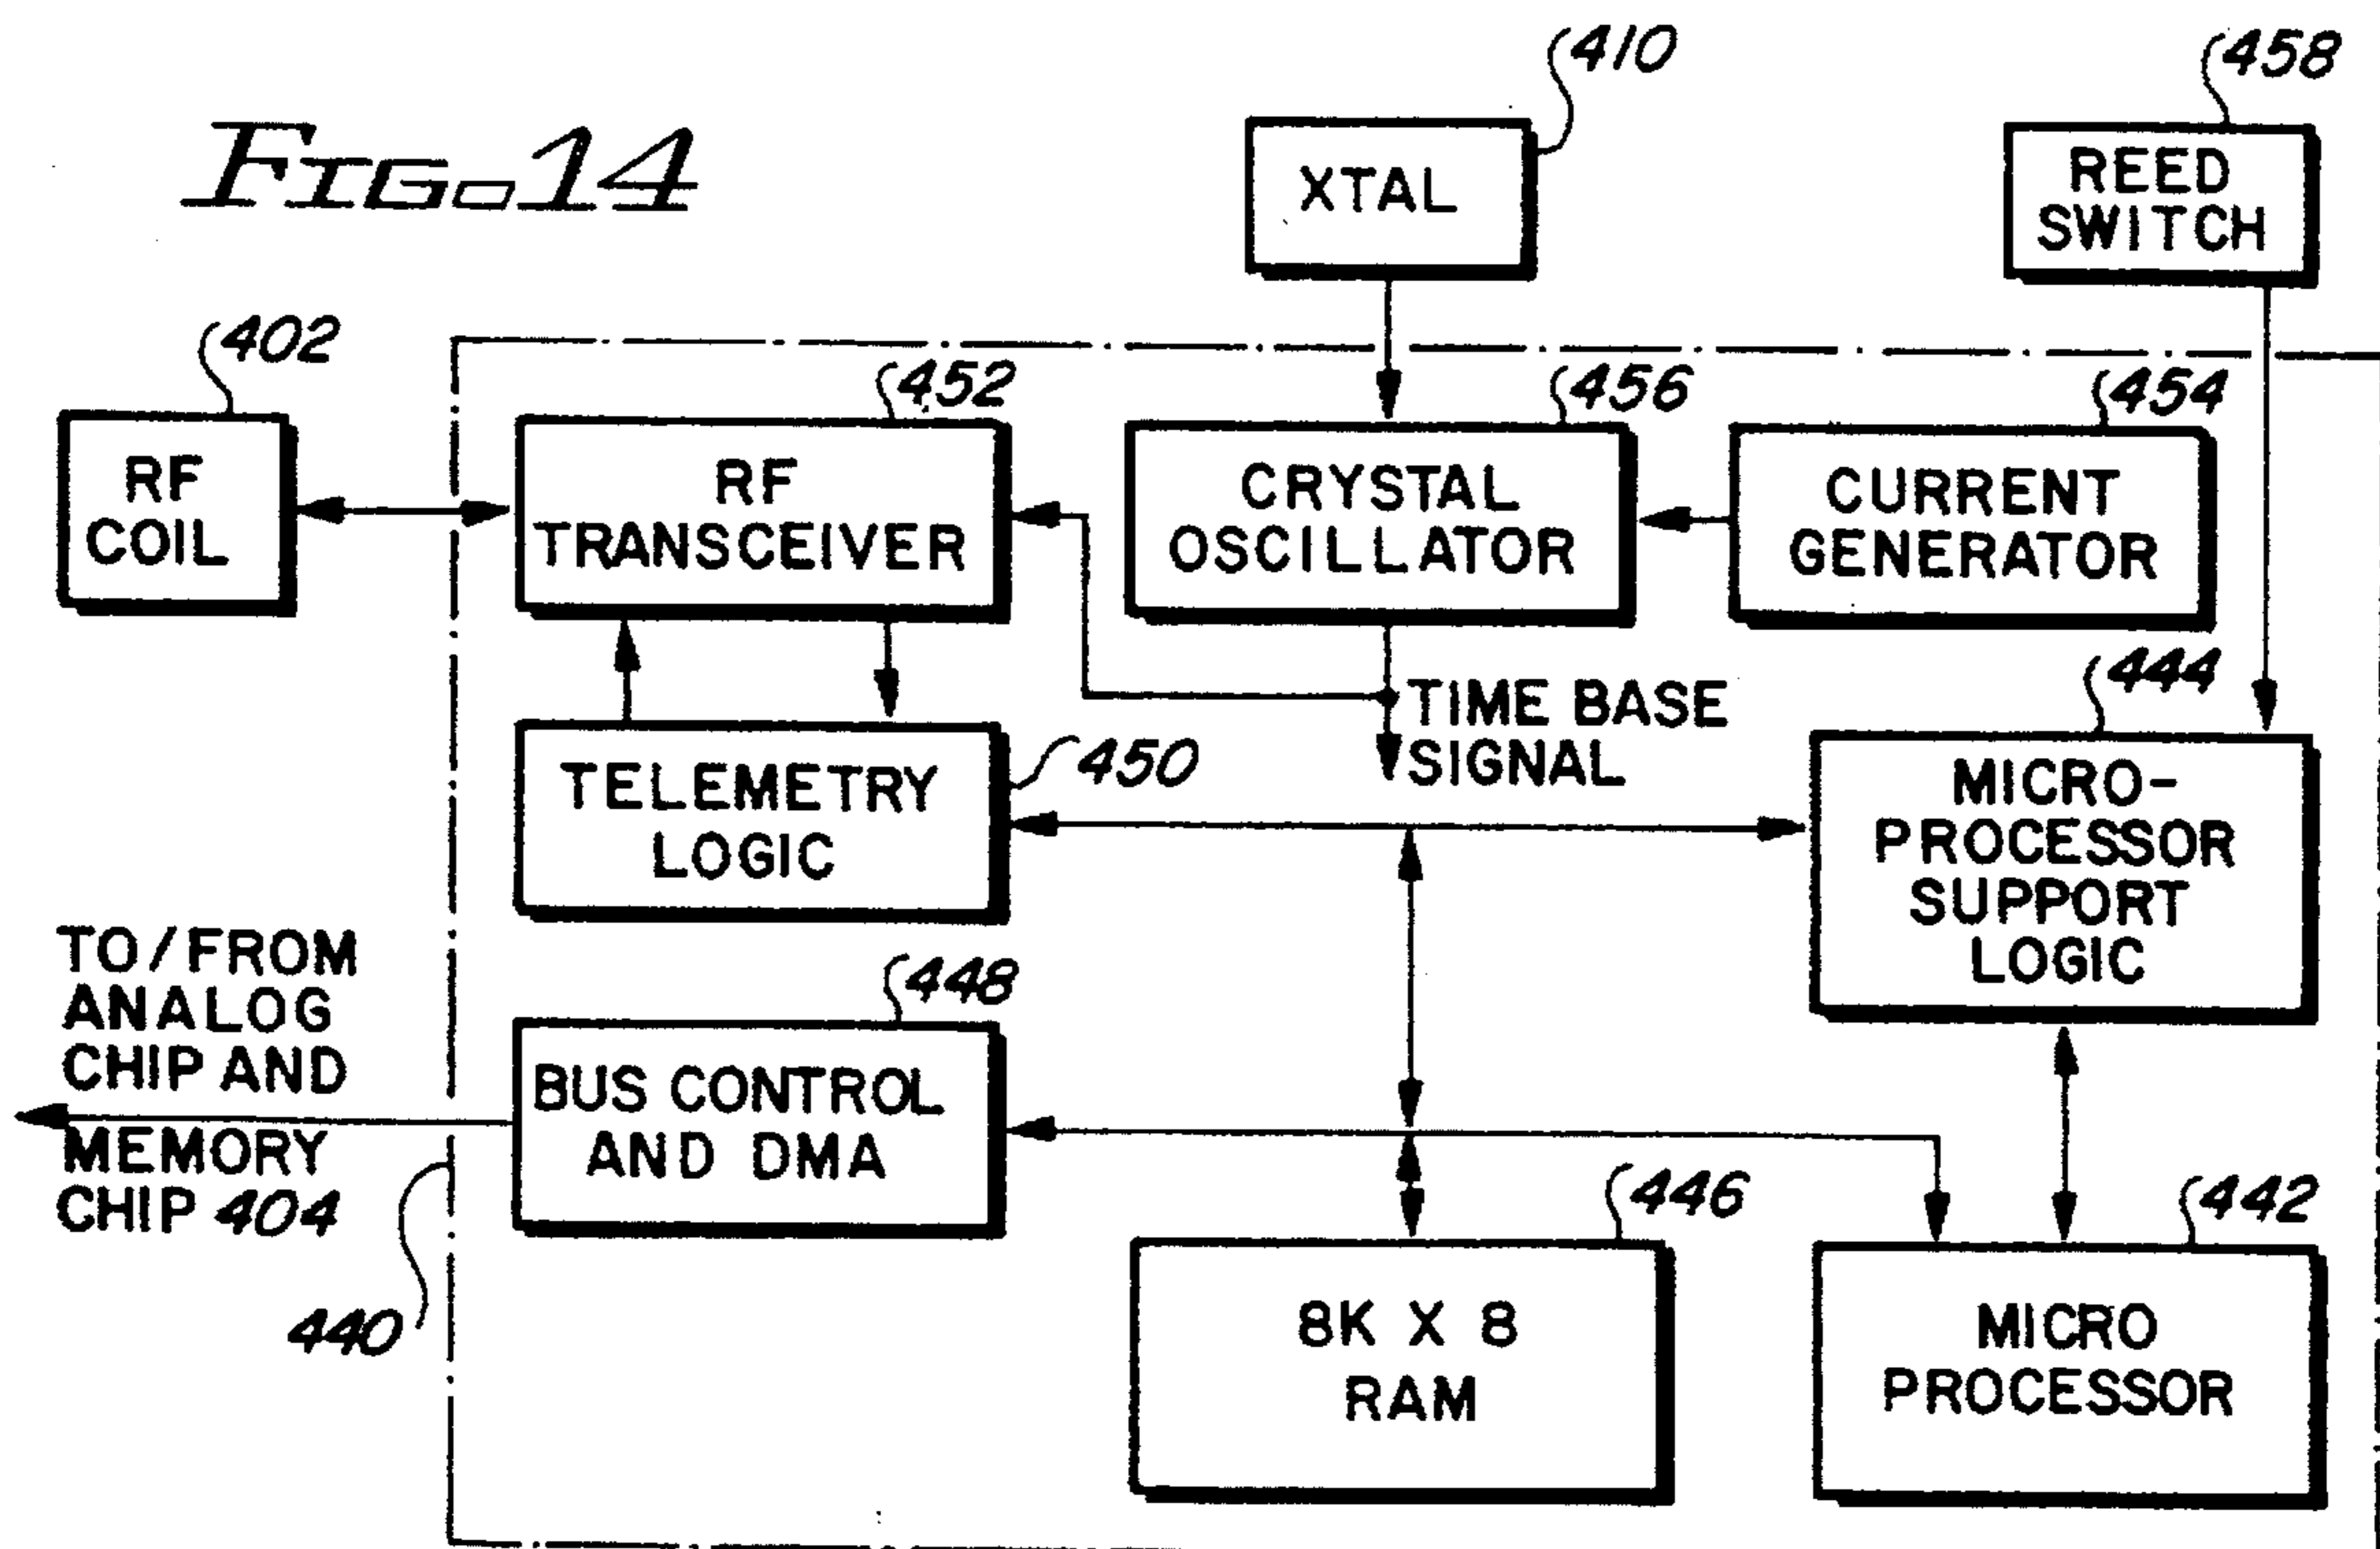 FIG. 14
410
458
XTAL
REED
SWITCH
402
452
456
454
RF
COIL
RF
TRANSCEIVER
CRYSTAL
OSCILLATOR
CURRENT
GENERATOR
444
TIME BASE
SIGNAL
450
TELEMETRY
LOGIC
MICRO-
PROCESSOR
SUPPORT
LOGIC
TO/FROM
ANALOG
CHIP AND
MEMORY
CHIP 404
448
BUS CONTROL
AND DMA
446
442
440
8K X 8
RAM
MICRO
PROCESSOR